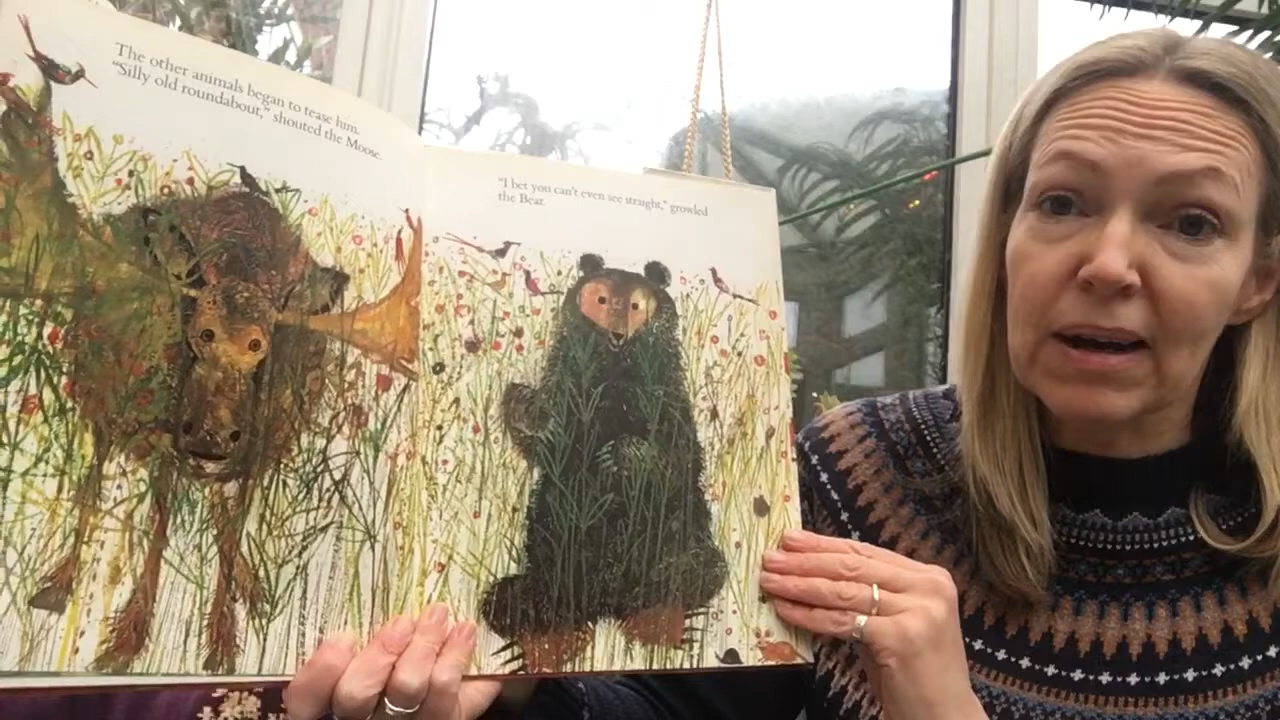 The other animals began to tease him.
"Silly old roundabout," shouted the Moose.
"I bet you can't even see straight," growled
the Bear.